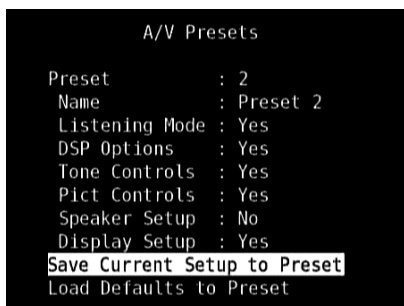 A/V Presets
Preset : 2
Name : Preset 2
Listening Mode : Yes
DSP Options : Yes
Tone Controls : Yes
Pict Controls : Yes
Speaker Setup : No
Display Setup : Yes
Save Current Setup to Preset
Load Defaults to Preset